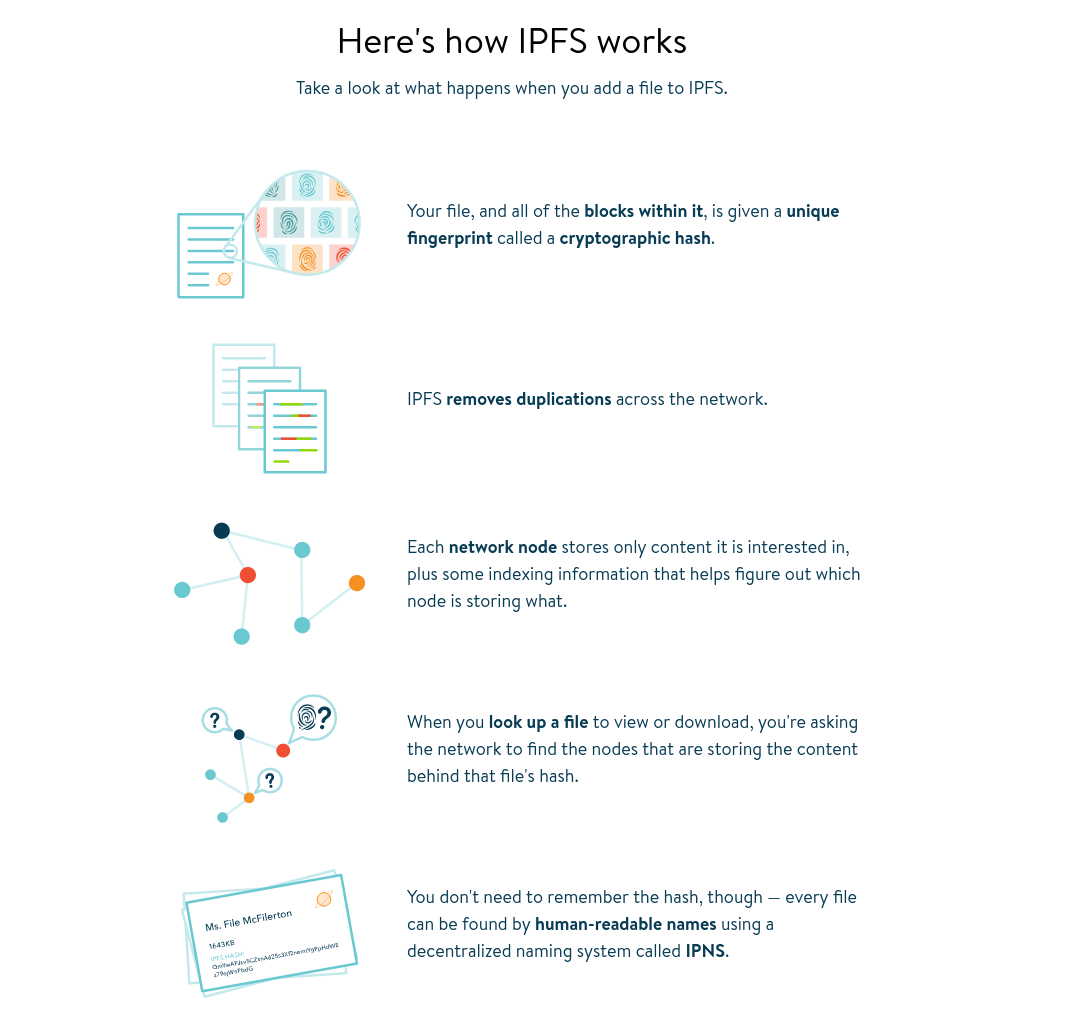 Here's how IPFS works
Take a look at what happens when you add a file to IPFS.
Your file, and all of the blocks within it, is given a unique
fingerprint called a cryptographic hash.
IPFS removes duplications across the network.
Each network node stores only content it is interested in,
plus some indexing information that helps figure out which
node is storing what.
?
?
?
When you look up a file to view or download, you're asking
the network to find the nodes that are storing the content
behind that file's hash.
Ms. File McFilerton
1643KB
IPFS HASH:
You don't need to remember the hash, though — every file
can be found by human-readable names using a
decentralized naming system called IPNS.